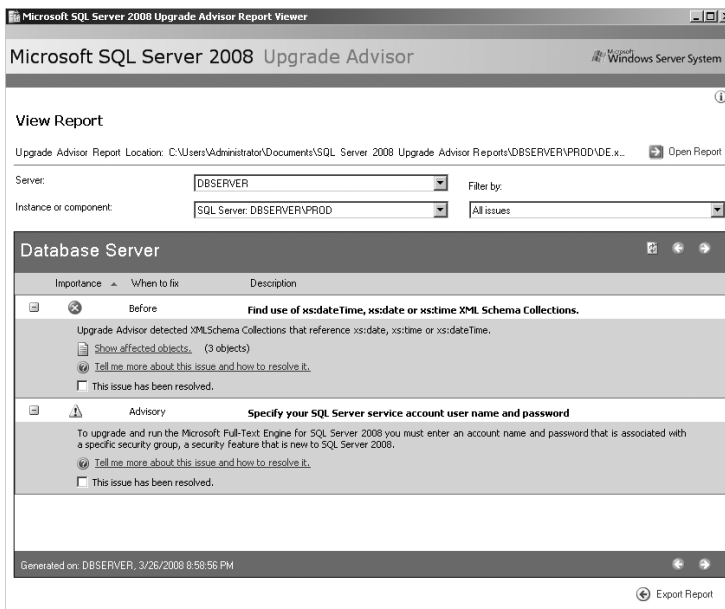 Microsoft SQL Server 2008 Upgrade Advisor Report Viewer
Microsoft SQL Server 2008 Upgrade Advisor
Microsoft
Windows Server System
View Report
Upgrade Advisor Report Location: C:\Users\Administrator\Documents\SQL Server 2008 Upgrade Advisor Reports\DBSERVER\PROD\DE.x...
Open Report
Server:
DBSERVER
Filter by:
Instance or component:
SQL Server: DBSERVER\PROD
All issues
Database Server
Importance When to fix Description
Before Find use of xs:dateTime, xs:date or xs:time XML Schema Collections.
Upgrade Advisor detected XMLSchema Collections that reference xs:date, xs:time or xs:dateTime.
Show affected objects. (3 objects)
Tell me more about this issue and how to resolve it.
This issue has been resolved.
Advisory Specify your SQL Server service account user name and password
To upgrade and run the Microsoft Full-Text Engine for SQL Server 2008 you must enter an account name and password that is associated with
a specific security group, a security feature that is new to SQL Server 2008.
Tell me more about this issue and how to resolve it.
This issue has been resolved.
Generated on: DBSERVER, 3/26/2008 8:58:56 PM
Export Report